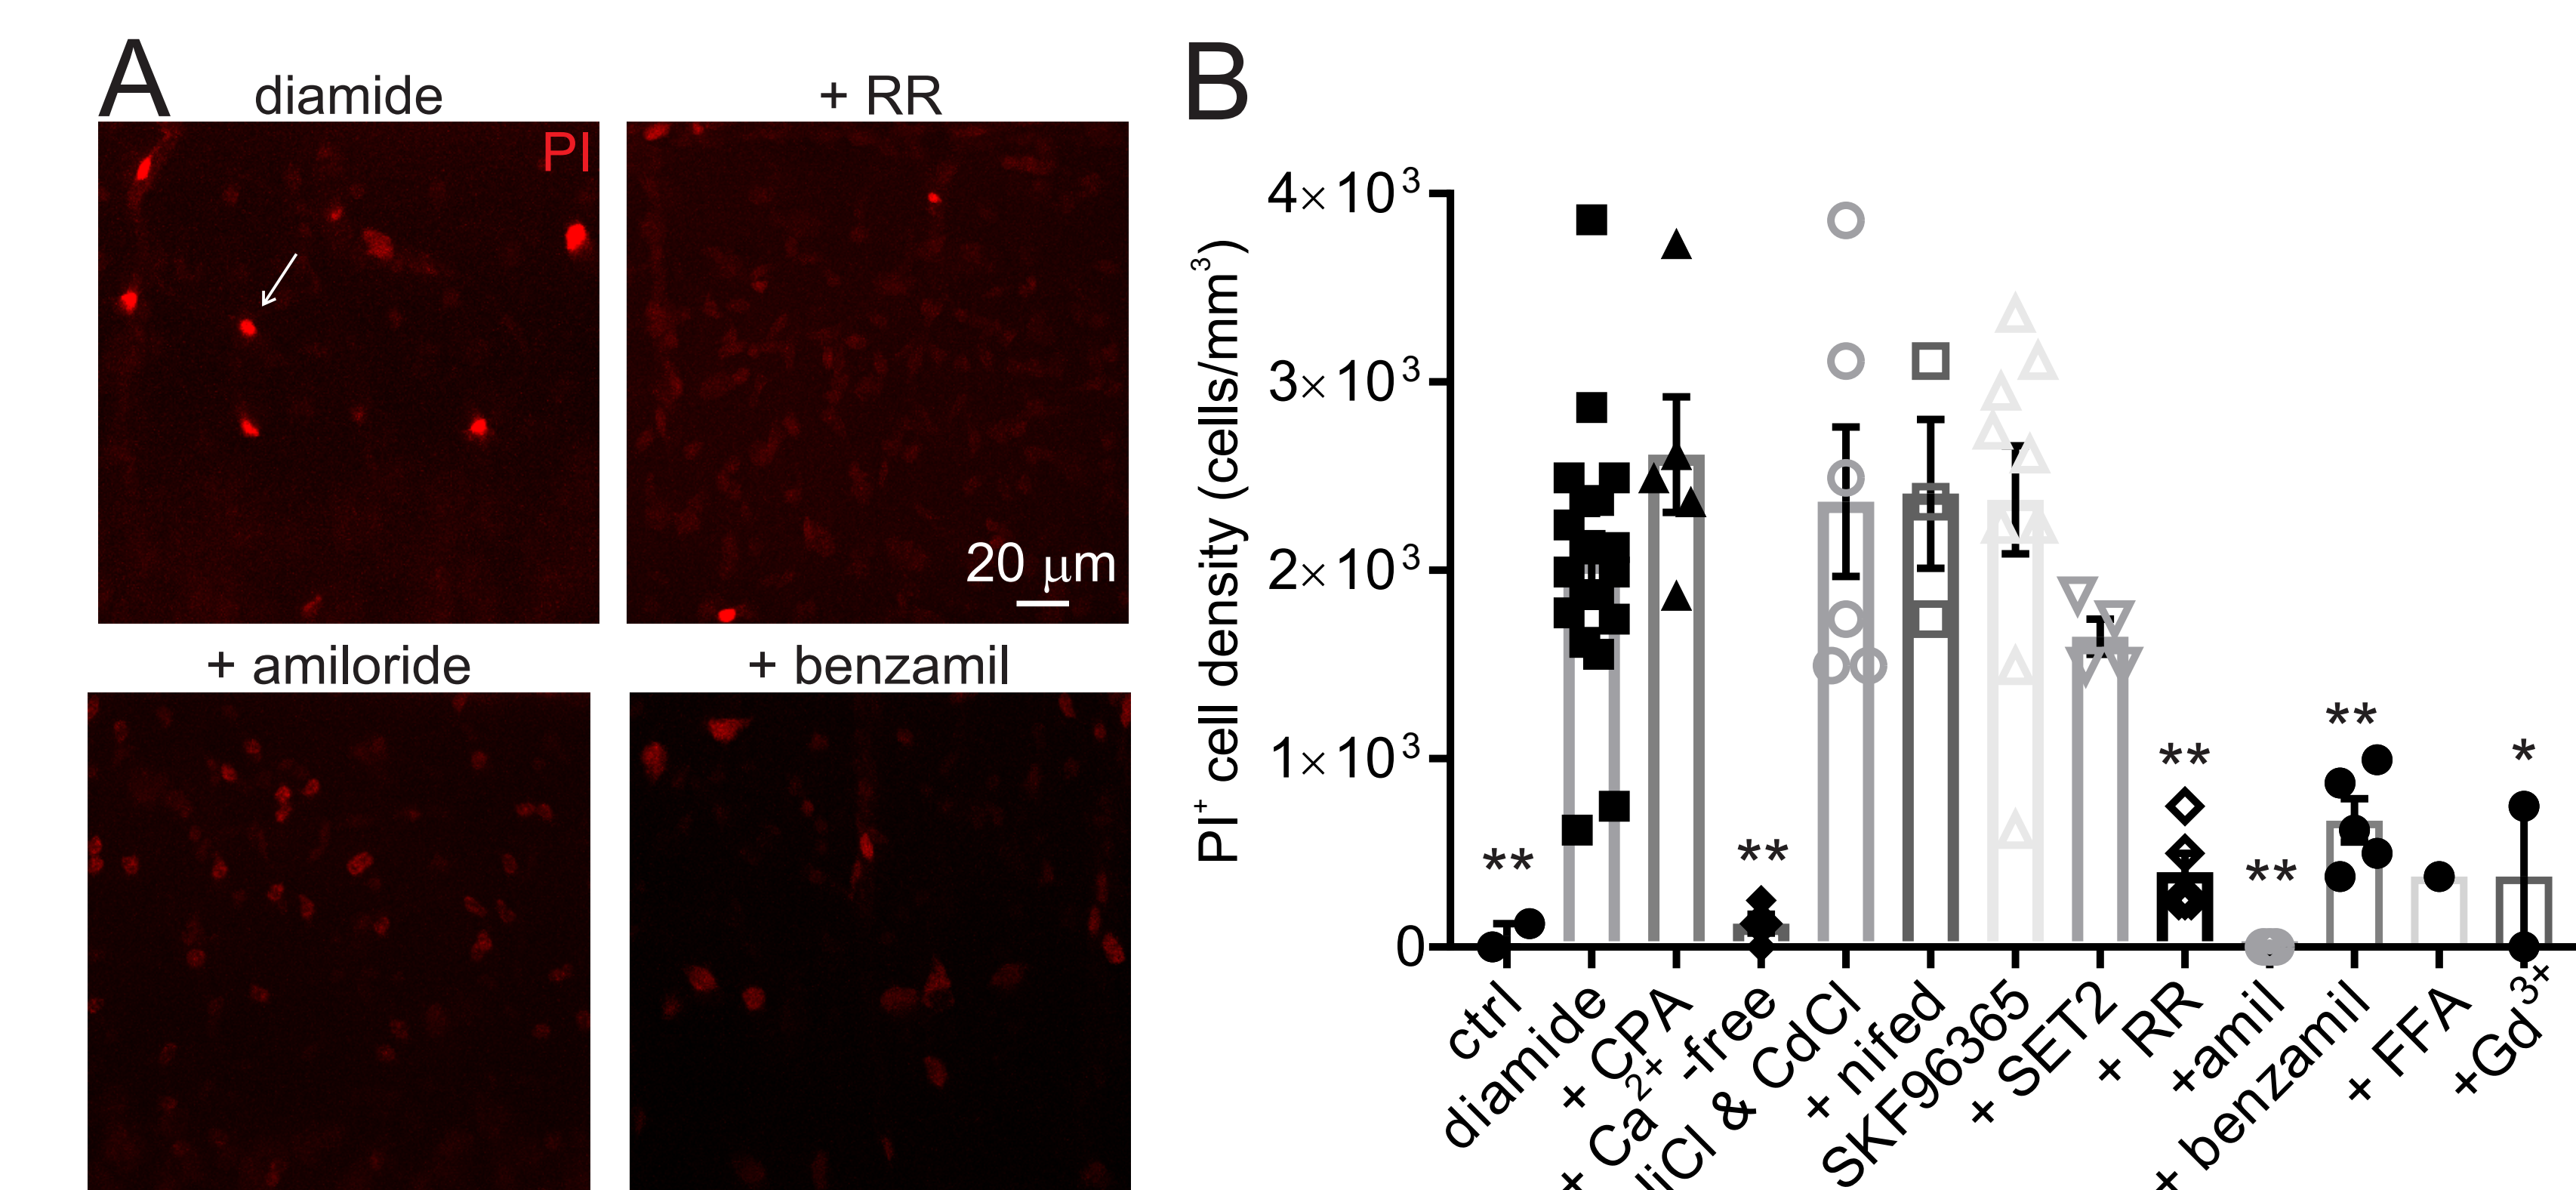 A
diamide
+ RR
PI
20 μm
+ amiloride
+ benzamil
B
PI⁺ cell density (cells/mm³)
4×10³
3×10³
2×10³
1×10³
0
**
**
**
**
**
*
ctrl
diamide
+ CPA
+ Ca²⁺-free
& CdCl
+ nifed
SKF96365
+ SET2
+ RR
+amil
+ benzamil
+ FFA
+Gd³⁺